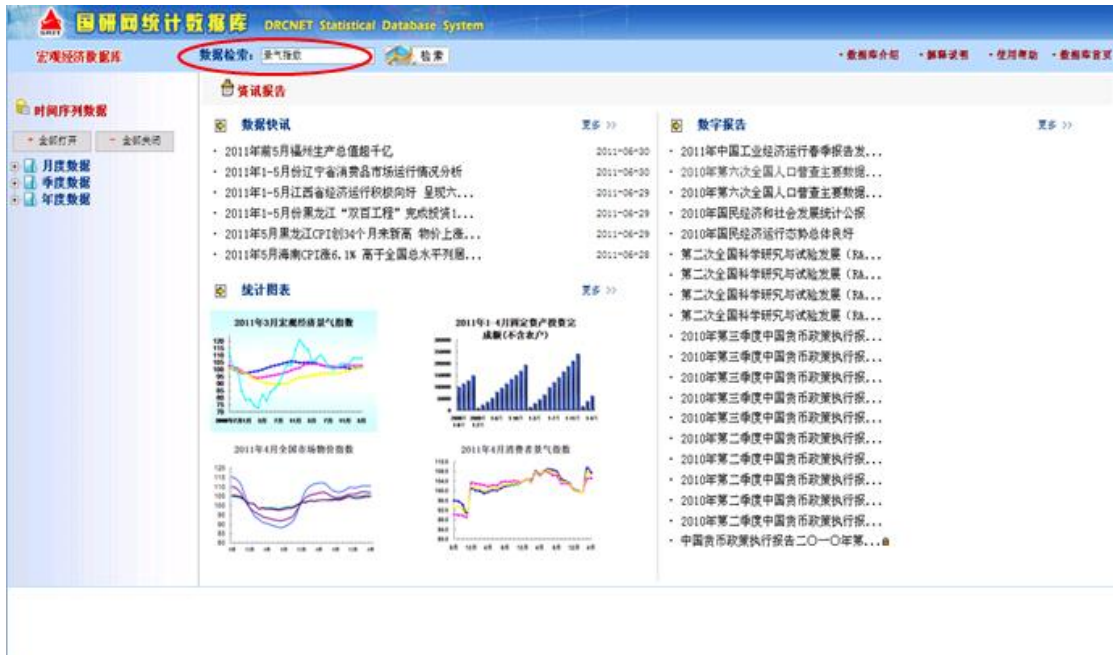 国研网统计数据库 DRCNET Statistical Database System
宏观经济数据库
数据检索: 景气指数 检索
·数据库介绍 ·解释说明 ·使用帮助 ·数据库首页
时间序列数据
+ 全部打开 - 全部关闭
月度数据
季度数据
年度数据
资讯报告
数据快讯 更多 >>
· 2011年前5月福州生产总值超千亿 2011-06-30
· 2011年1-5月份辽宁省消费品市场运行情况分析 2011-06-30
· 2011年1-5月江西省经济运行积极向好 呈现六... 2011-06-29
· 2011年1-5月份黑龙江“双百工程”完成投资1... 2011-06-29
· 2011年5月黑龙江CPI创34个月来新高 物价上涨... 2011-06-29
· 2011年5月海南CPI涨6.1% 高于全国总水平列居... 2011-06-28
统计图表 更多 >>
2011年3月宏观经济景气指数
2011年1-4月固定资产投资完
成额(不含农户)
2011年4月全国市场物价指数
2011年4月消费者景气指数
数字报告 更多 >>
· 2011年中国工业经济运行春季报告发...
· 2010年第六次全国人口普查主要数据...
· 2010年第六次全国人口普查主要数据...
· 2010年国民经济和社会发展统计公报
· 2010年国民经济运行态势总体良好
· 第二次全国科学研究与试验发展（R&...
· 第二次全国科学研究与试验发展（R&...
· 第二次全国科学研究与试验发展（R&...
· 第二次全国科学研究与试验发展（R&...
· 2010年第三季度中国货币政策执行报...
· 2010年第三季度中国货币政策执行报...
· 2010年第三季度中国货币政策执行报...
· 2010年第三季度中国货币政策执行报...
· 2010年第三季度中国货币政策执行报...
· 2010年第二季度中国货币政策执行报...
· 2010年第二季度中国货币政策执行报...
· 2010年第二季度中国货币政策执行报...
· 2010年第二季度中国货币政策执行报...
· 2010年第二季度中国货币政策执行报...
· 中国货币政策执行报告二〇一〇年第...